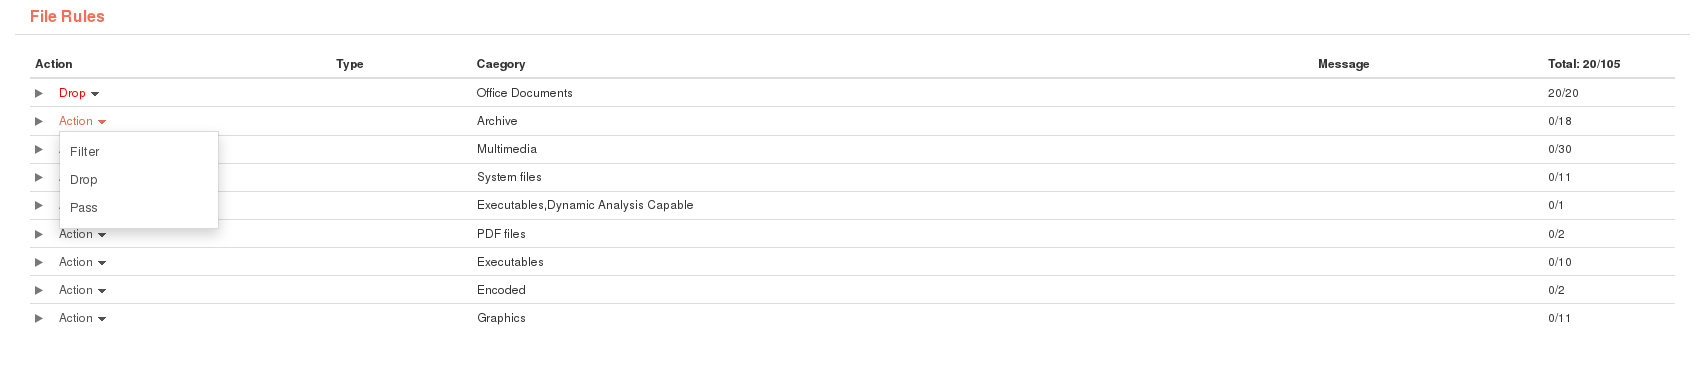 File Rules
Action Type Caegory Message Total: 20/105
Drop Office Documents 20/20
Action Archive 0/18
Filter
Multimedia 0/30
Drop
System files 0/11
Pass
Executables,Dynamic Analysis Capable 0/1
Action PDF files 0/2
Action Executables 0/10
Action Encoded 0/2
Action Graphics 0/11